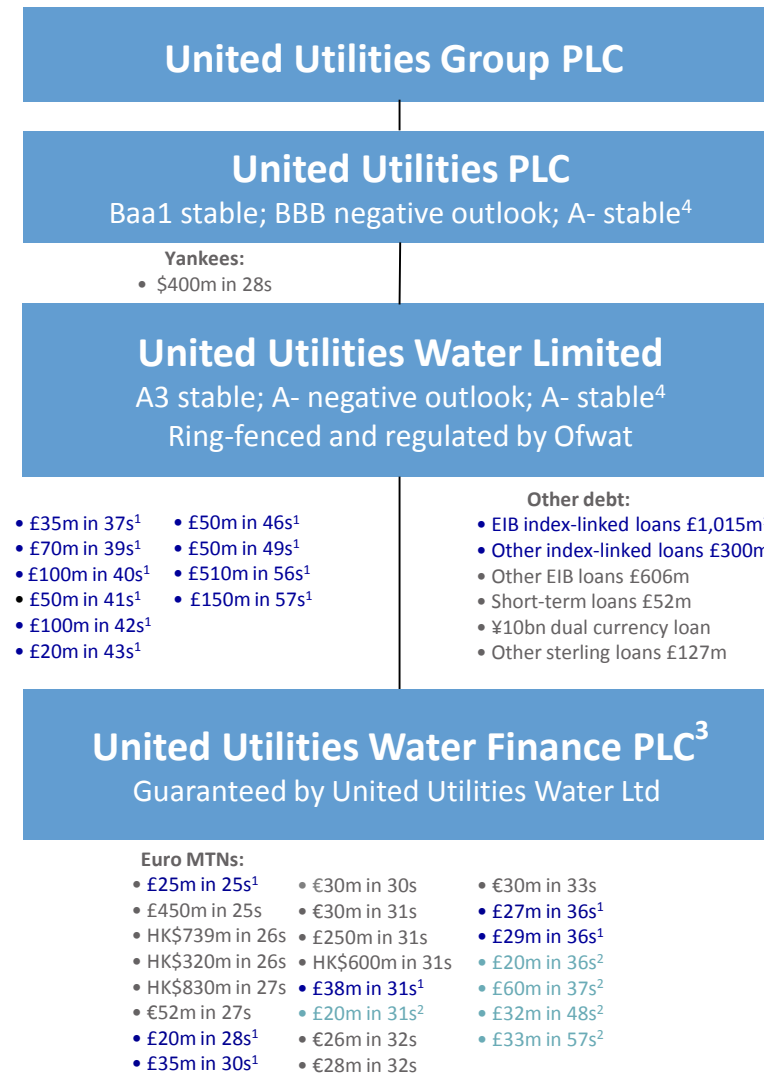 United Utilities Group PLC
United Utilities PLC
Baa1 stable; BBB negative outlook; A- stable⁴
Yankees:
• $400m in 28s
United Utilities Water Limited
A3 stable; A- negative outlook; A- stable⁴
Ring-fenced and regulated by Ofwat
• £35m in 37s¹
• £70m in 39s¹
• £100m in 40s¹
• £50m in 41s¹
• £100m in 42s¹
• £20m in 43s¹
• £50m in 46s¹
• £50m in 49s¹
• £510m in 56s¹
• £150m in 57s¹
Other debt:
• EIB index-linked loans £1,015m
• Other index-linked loans £300m
• Other EIB loans £606m
• Short-term loans £52m
• ¥10bn dual currency loan
• Other sterling loans £127m
United Utilities Water Finance PLC³
Guaranteed by United Utilities Water Ltd
Euro MTNs:
• £25m in 25s¹
• £450m in 25s
• HK$739m in 26s
• HK$320m in 26s
• HK$830m in 27s
• €52m in 27s
• £20m in 28s¹
• £35m in 30s¹
• €30m in 30s
• €30m in 31s
• £250m in 31s
• HK$600m in 31s
• £38m in 31s¹
• £20m in 31s²
• €26m in 32s
• €28m in 32s
• €30m in 33s
• £27m in 36s¹
• £29m in 36s¹
• £20m in 36s²
• £60m in 37s²
• £32m in 48s²
• £33m in 57s²